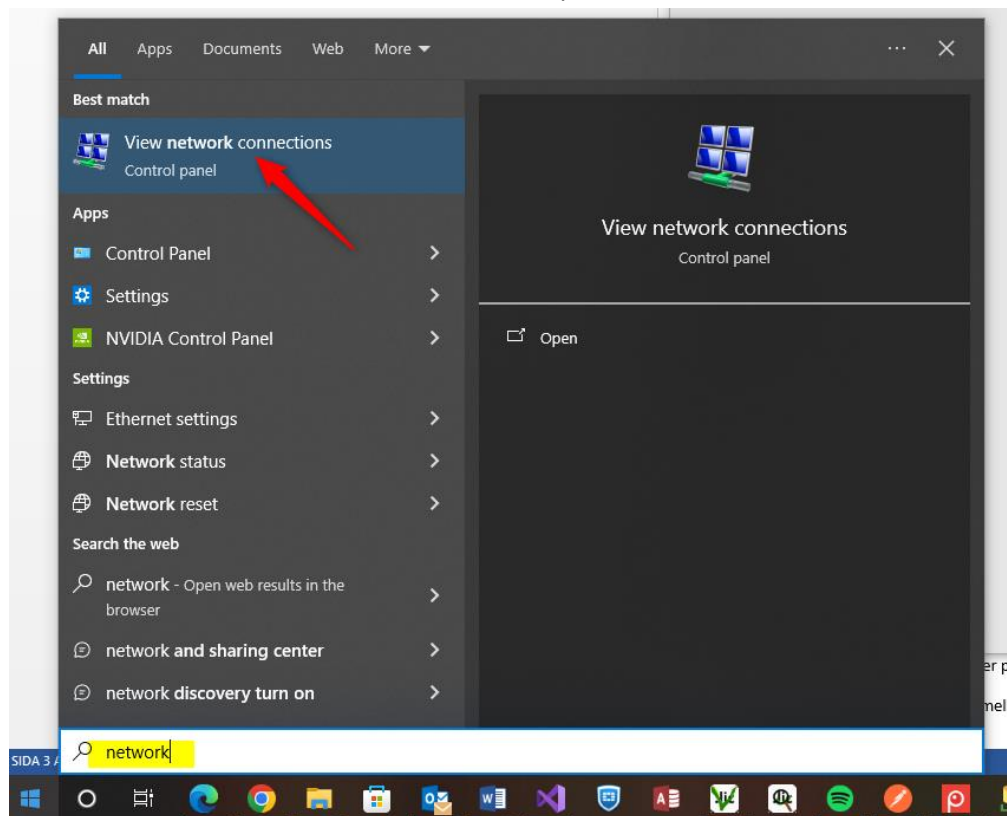 All Apps Documents Web More
Best match
View network connections
Control panel
Apps
Control Panel
Settings
NVIDIA Control Panel
Settings
Ethernet settings
Network status
Network reset
Search the web
network - Open web results in the
browser
network and sharing center
network discovery turn on
network
View network connections
Control panel
Open
SIDA 3